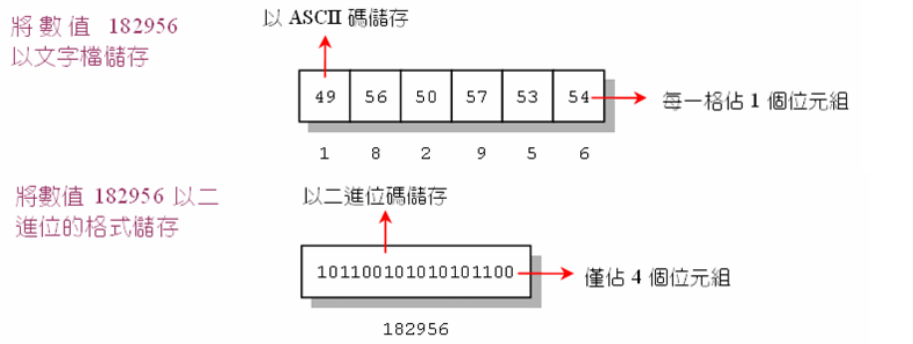 將數值 182956
以文字檔儲存
以 ASCII 碼儲存
49 56 50 57 53 54
每一格佔 1 個位元組
1 8 2 9 5 6
將數值 182956 以二
進位的格式儲存
以二進位碼儲存
101100101010101100
僅佔 4 個位元組
182956